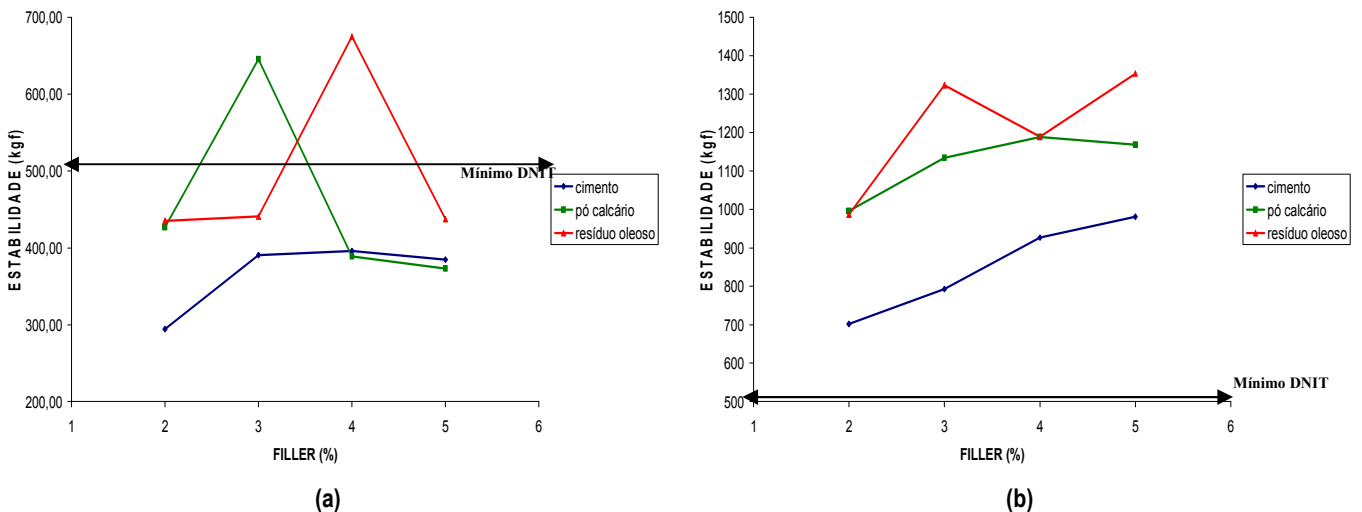 700,00
600,00
500,00
400,00
300,00
200,00
ESTABILIDADE (kgf)
1 2 3 4 5 6
FILLER (%)
Mínimo DNIT
cimento
pó calcário
resíduo oleoso
(a)
1500
1400
1300
1200
1100
1000
900
800
700
600
500
ESTABILIDADE (kgf)
1 2 3 4 5 6
FILLER (%)
Mínimo DNIT
cimento
pó calcário
resíduo oleoso
(b)